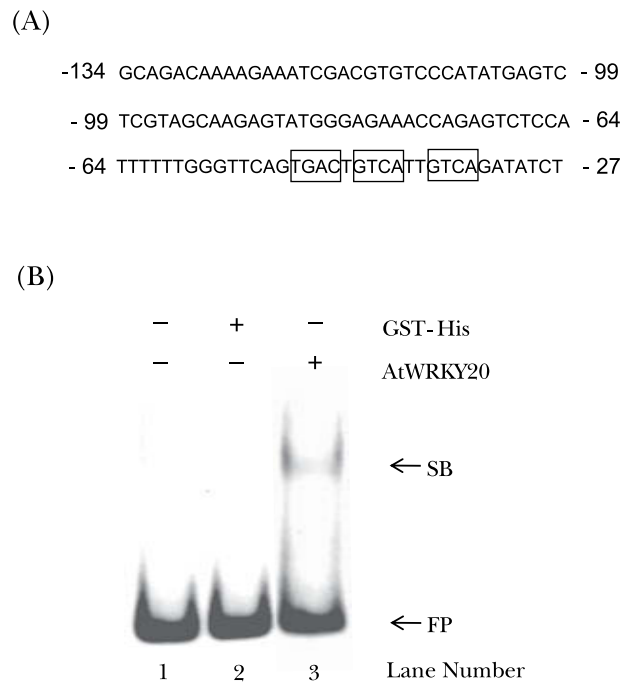 (A)
-134 GCAGACAAAAGAAATCGACGTGTCCCATATGAGTC - 99
- 99 TCGTAGCAAGAGTATGGGAGAAACCAGAGTCTCCA - 64
- 64 TTTTTTGGGTTCAGTGACTGTCATTGTCAGATATCT - 27
(B)
− + − GST-His
− − + AtWRKY20
← SB
← FP
1 2 3 Lane Number